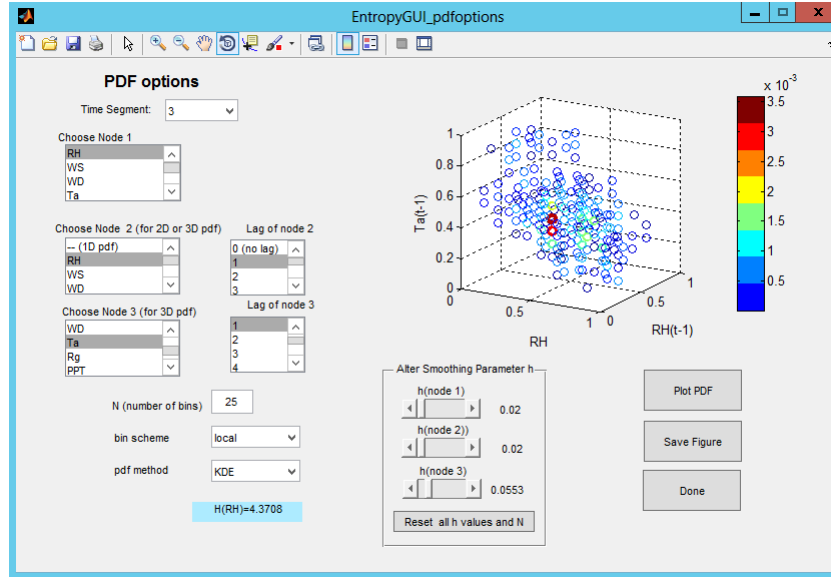 EntropyGUI_pdfoptions
PDF options
Time Segment: 3
Choose Node 1
RH
WS
WD
Ta
Choose Node 2 (for 2D or 3D pdf)
-- (1D pdf)
RH
WS
WD
Lag of node 2
0 (no lag)
1
2
3
Choose Node 3 (for 3D pdf)
WD
Ta
Rg
PPT
Lag of node 3
1
2
3
4
N (number of bins) 25
bin scheme local
pdf method KDE
H(RH)=4.3708
Ta(t-1)
1
0.8
0.6
0.4
0.2
0
0
0.5
1
RH
0
0.5
1
RH(t-1)
x 10-3
3.5
3
2.5
2
1.5
1
0.5
Alter Smoothing Parameter h
h(node 1)
0.02
h(node 2))
0.02
h(node 3)
0.0553
Reset all h values and N
Plot PDF
Save Figure
Done